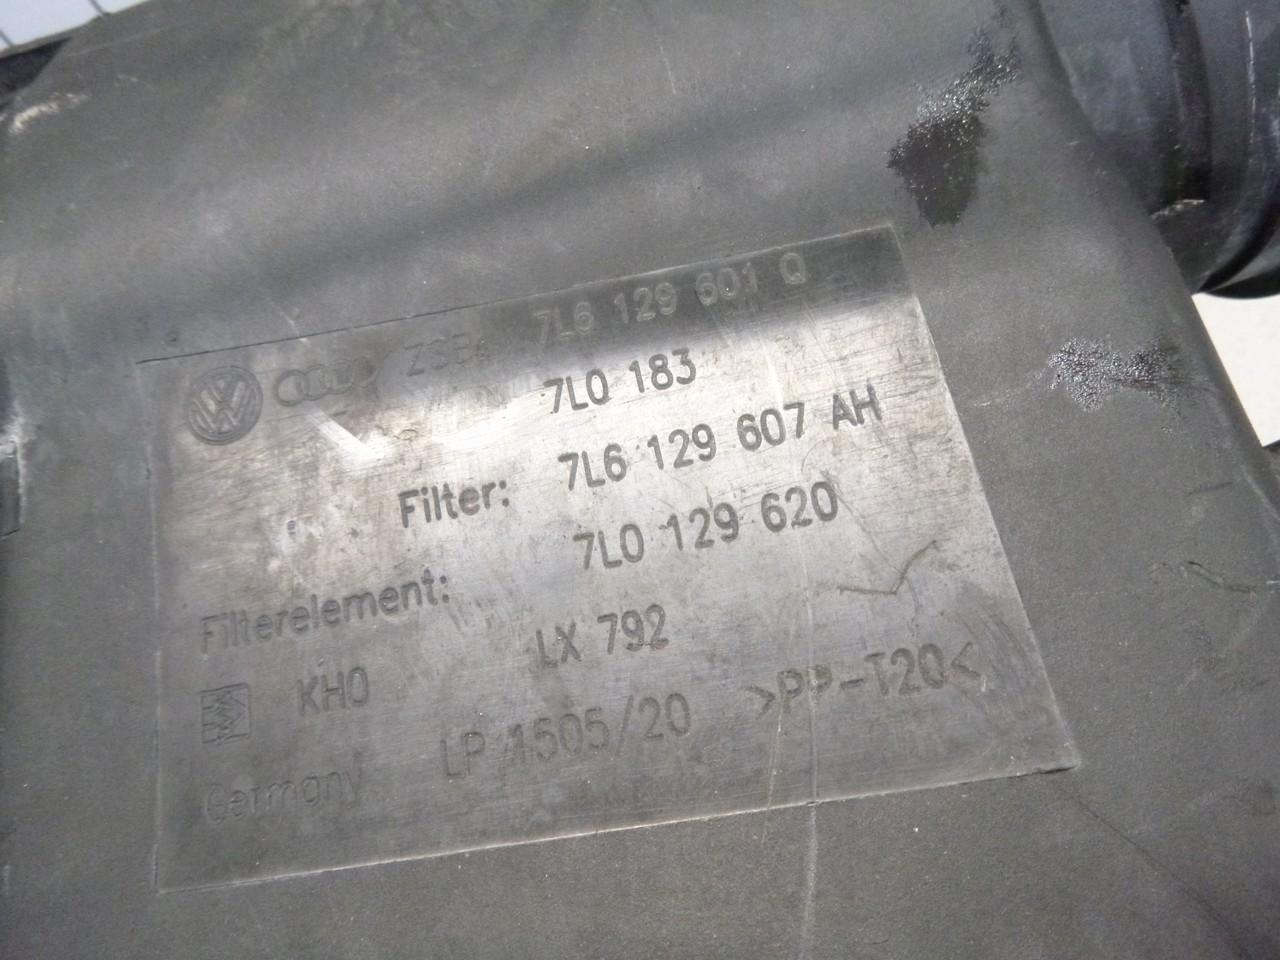 ZSB. 7L6 129 601 Q
7L0 183
Filter: 7L6 129 607 AH
7L0 129 620
Filterelement:
LX 792
KHO
LP 1505/20 >PP-T20<
Germany